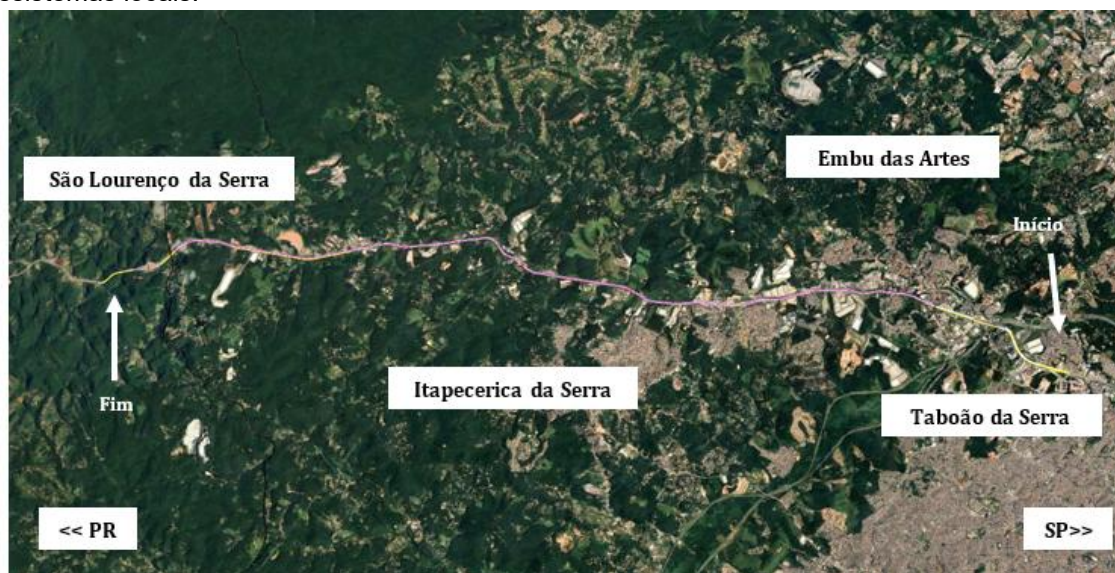 São Lourenço da Serra
Embu das Artes
Início
Itapecerica da Serra
Fim
Taboão da Serra
<< PR
SP>>